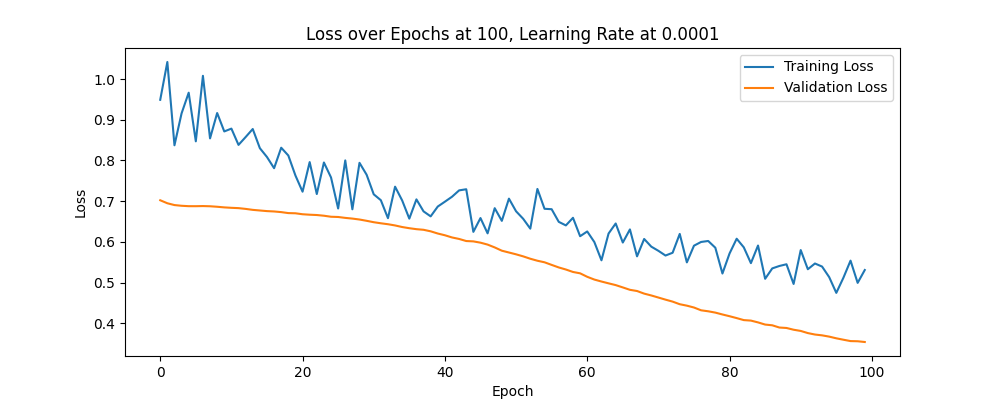 Loss over Epochs at 100, Learning Rate at 0.0001
Training Loss
Validation Loss
Loss
1.0
0.9
0.8
0.7
0.6
0.5
0.4
0 20 40 60 80 100
Epoch